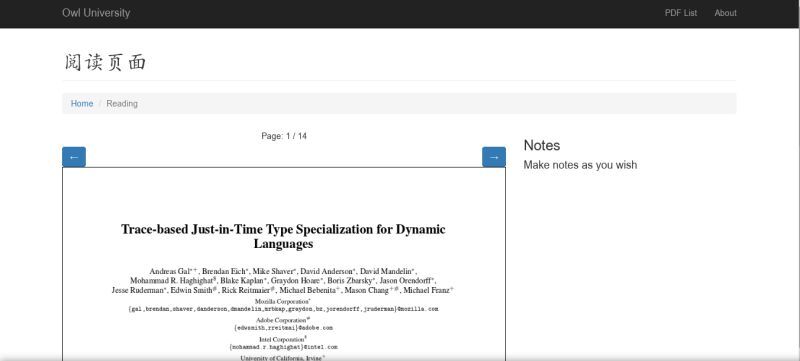 Owl University
PDF List
About
阅读页面
Home / Reading
Page: 1 / 14
←
→
Notes
Make notes as you wish
Trace-based Just-in-Time Type Specialization for Dynamic
Languages
Andreas Gal*+, Brendan Eich*, Mike Shaver*, David Anderson*, David Mandelin*,
Mohammad R. Haghighat$, Blake Kaplan*, Graydon Hoare*, Boris Zbarsky*, Jason Orendorff*,
Jesse Ruderman*, Edwin Smith#, Rick Reitmaier#, Michael Bebenita+, Mason Chang+#, Michael Franz+
Mozilla Corporation*
{gal,brendan,shaver,danderson,dmandelin,mrbkap,graydon,bz,jorendorff,jruderman}@mozilla.com
Adobe Corporation#
{edwsmith,rreitmai}@adobe.com
Intel Corporation$
{mohammad.r.haghighat}@intel.com
University of California, Irvine+